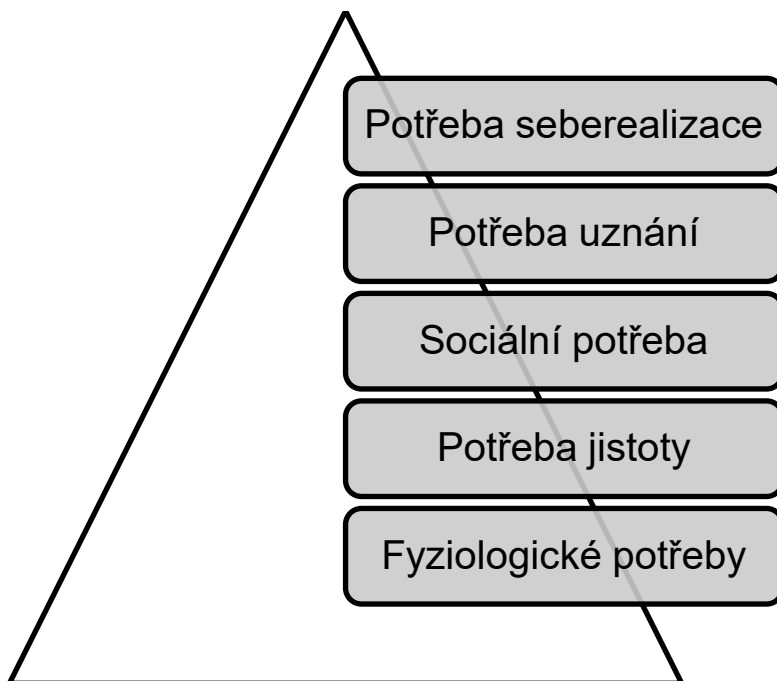 Potřeba seberealizace
Potřeba uznání
Sociální potřeba
Potřeba jistoty
Fyziologické potřeby